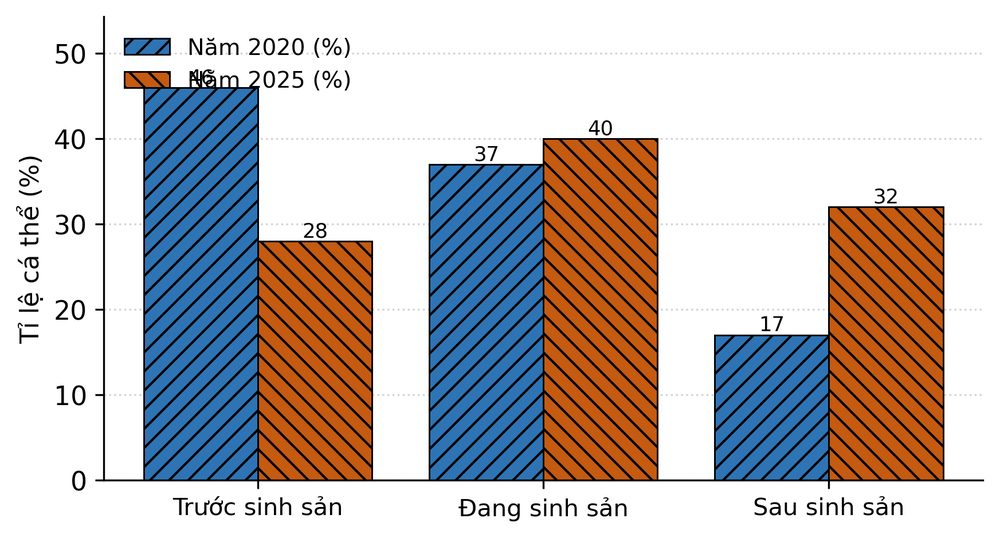 Năm 2020 (%)
Năm 2025 (%)
46
28
37
40
17
32
Tỉ lệ cá thể (%)
50
40
30
20
10
0
Trước sinh sản
Đang sinh sản
Sau sinh sản